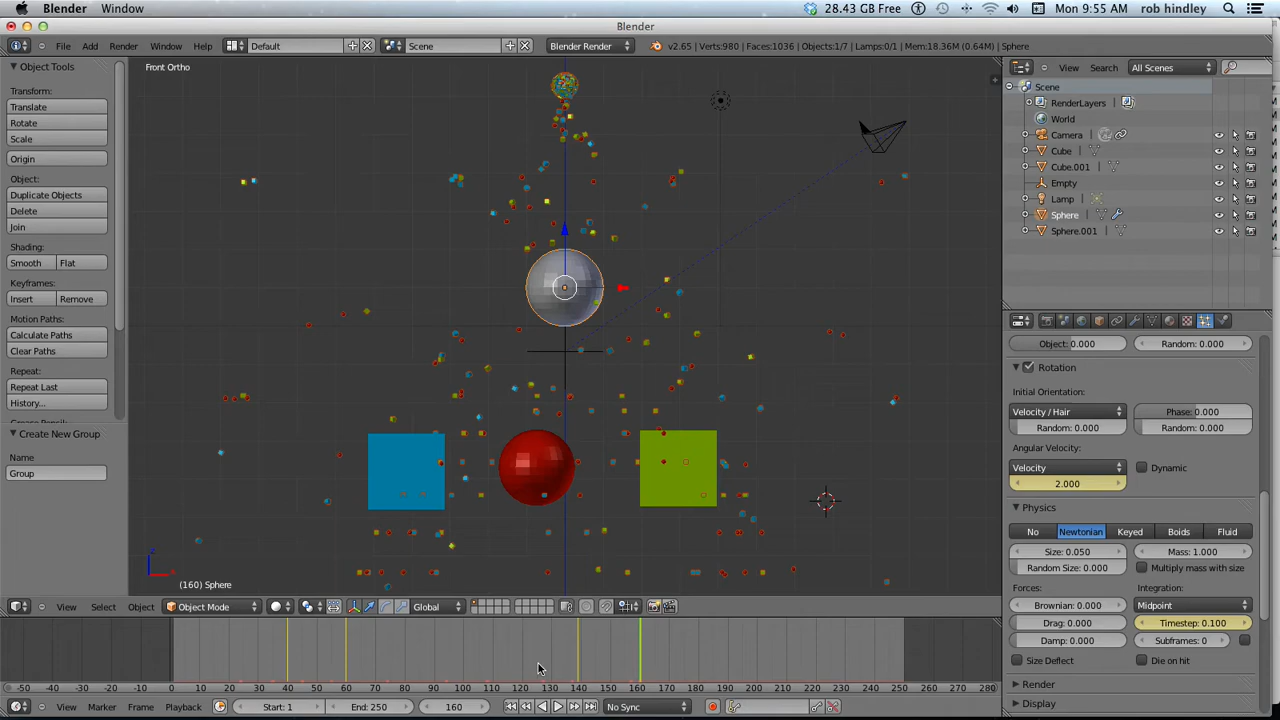 Blender Window 28.43 GB Free Mon 9:55 AM rob hindley
Blender
File Add Render Window Help Default Scene Blender Render v2.65 | Verts:980 | Faces:1036 | Objects:1/7 | Lamps:0/1 | Mem:18.36M (0.64M) | Sphere
Object Tools
Transform:
Translate
Rotate
Scale
Origin
Object:
Duplicate Objects
Delete
Join
Shading:
Smooth Flat
Keyframes:
Insert Remove
Motion Paths:
Calculate Paths
Clear Paths
Repeat:
Repeat Last
History...
Create New Group
Name
Group
Front Ortho
(160) Sphere
View Select Object Object Mode Global
-50 -40 -30 -20 -10 0 10 20 30 40 50 60 70 80 90 100 110 120 130 140 150 160 170 180 190 200 210 220 230 240 250 260 270 280
View Marker Frame Playback Start: 1 End: 250 160 No Sync
View Search All Scenes
Scene
RenderLayers
World
Camera
Cube
Cube.001
Empty
Lamp
Sphere
Sphere.001
Object: 0.000 Random: 0.000
Rotation
Initial Orientation:
Velocity / Hair Phase: 0.000
Random: 0.000 Random: 0.000
Angular Velocity:
Velocity Dynamic
2.000
Physics
No Newtonian Keyed Boids Fluid
Size: 0.050 Mass: 1.000
Random Size: 0.000 Multiply mass with size
Forces: Integration:
Brownian: 0.000 Midpoint
Drag: 0.000 Timestep: 0.100
Damp: 0.000 Subframes: 0
Size Deflect Die on hit
Render
Display